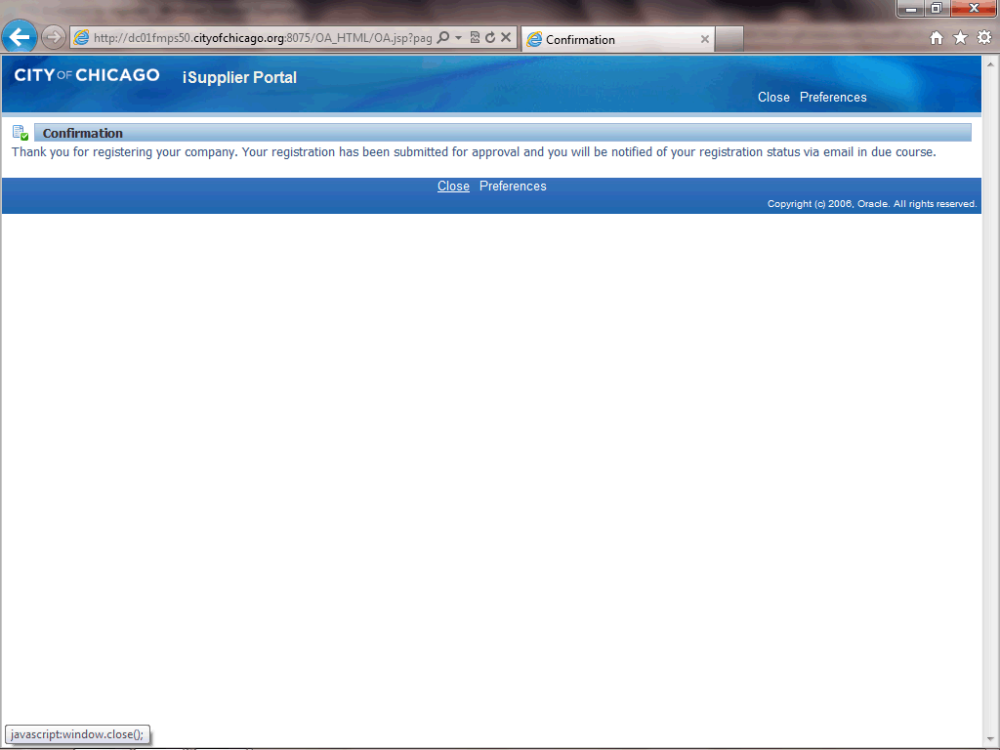 http://dc01fmps50.cityofchicago.org:8075/OA_HTML/OA.jsp?pag
Confirmation
CITY OF CHICAGO iSupplier Portal
Close Preferences
Confirmation
Thank you for registering your company. Your registration has been submitted for approval and you will be notified of your registration status via email in due course.
Close Preferences
Copyright (c) 2006, Oracle. All rights reserved.
javascript:window.close();